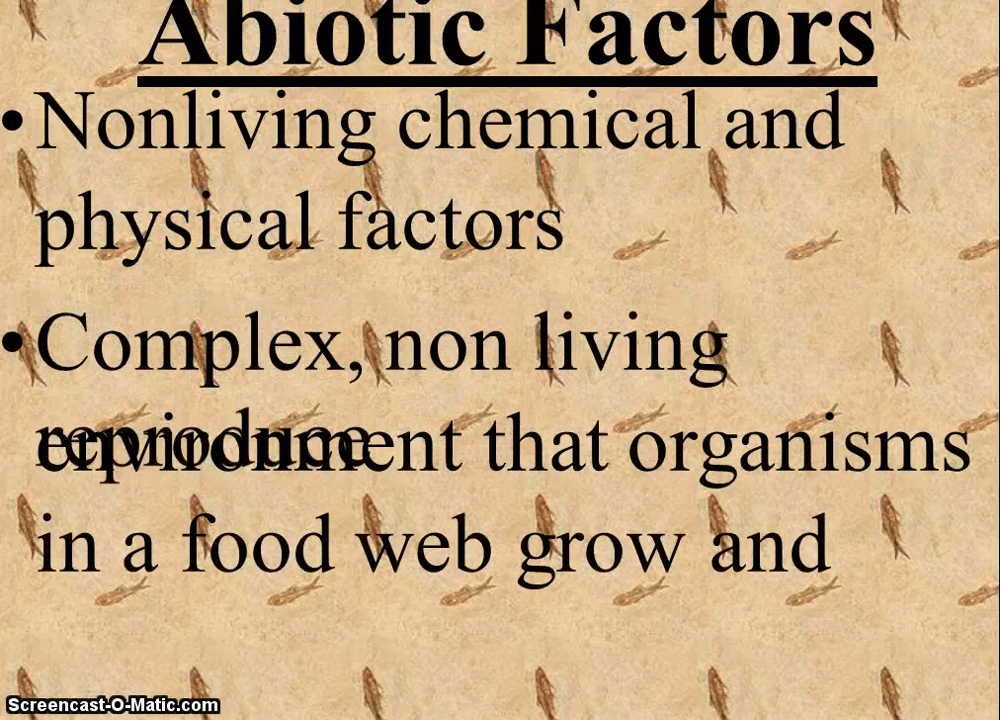 Abiotic Factors
• Nonliving chemical and
physical factors
• Complex, non living
environment that organisms
in a food web grow and
reproduce
Screencast-O-Matic.com